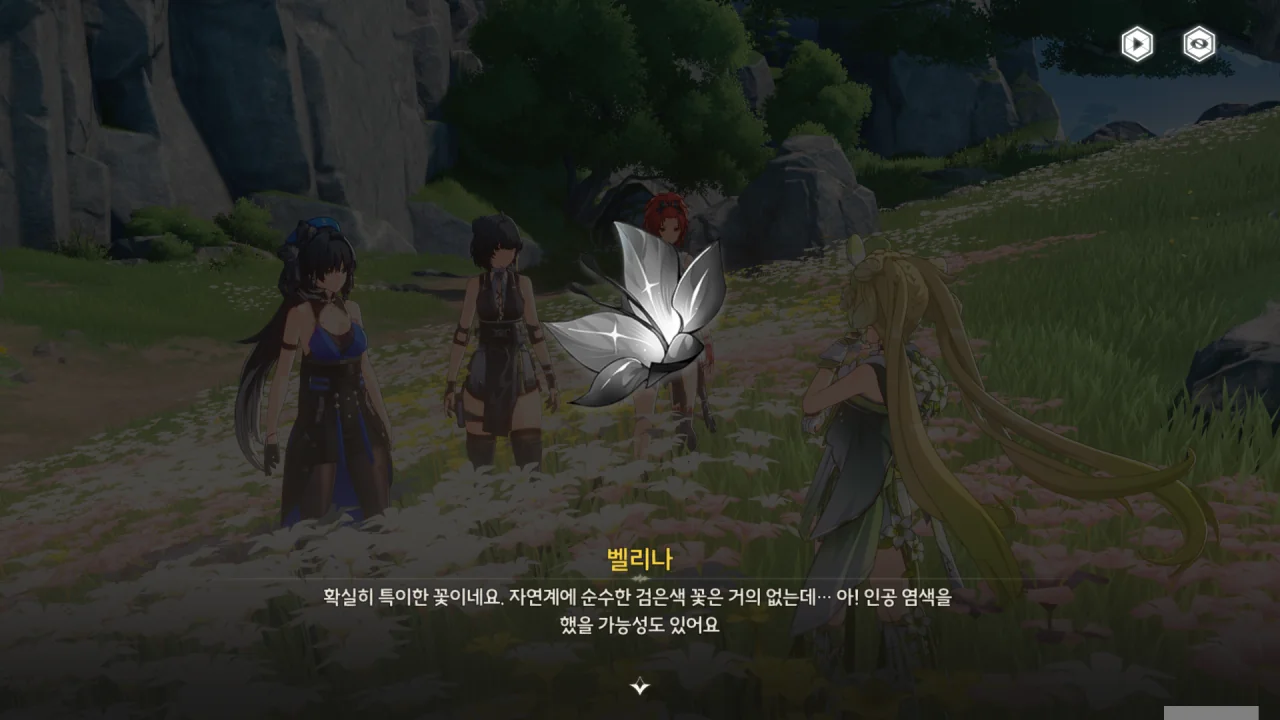 벨리나
확실히 특이한 꽃이네요. 자연계에 순수한 검은색 꽃은 거의 없는데… 아! 인공 염색을
했을 가능성도 있어요